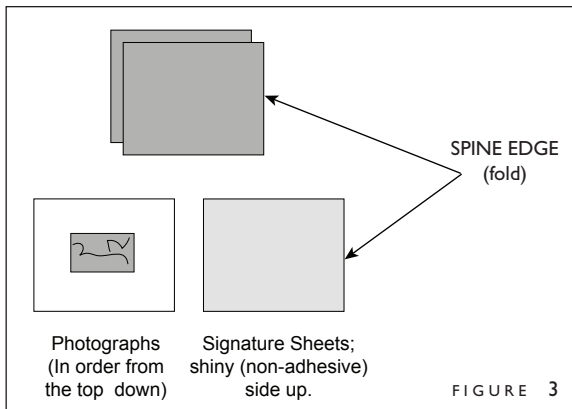 SPINE EDGE
(fold)
Photographs
(In order from
the top down)
Signature Sheets;
shiny (non-adhesive)
side up.
FIGURE 3